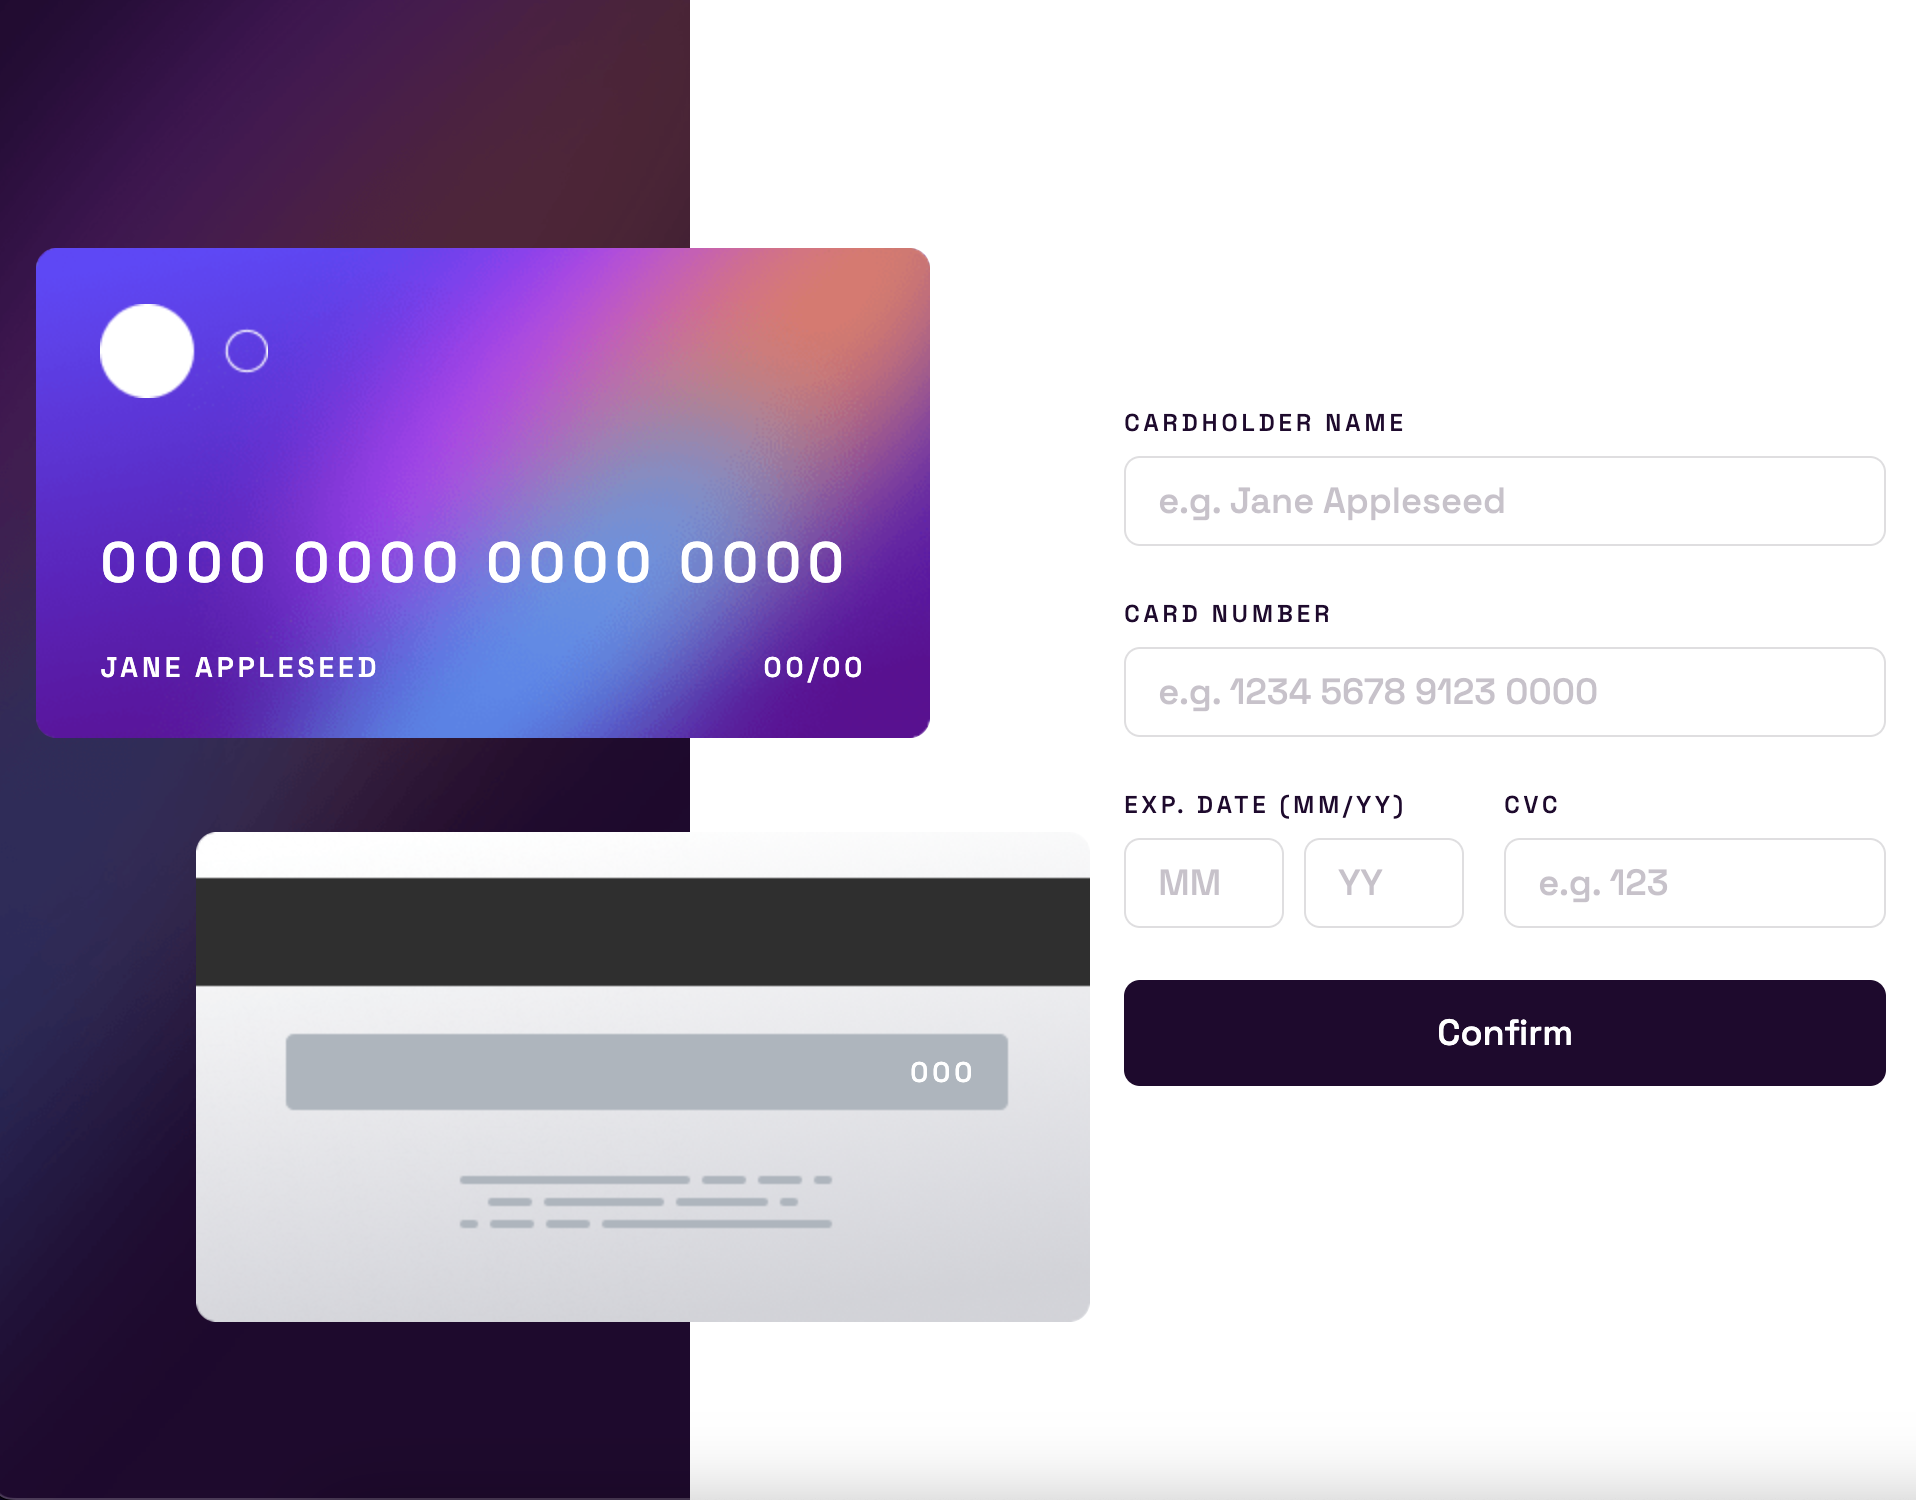 0000 0000 0000 0000
JANE APPLESEED 00/00
000
CARDHOLDER NAME
e.g. Jane Appleseed
CARD NUMBER
e.g. 1234 5678 9123 0000
EXP. DATE (MM/YY) CVC
MM YY e.g. 123
Confirm